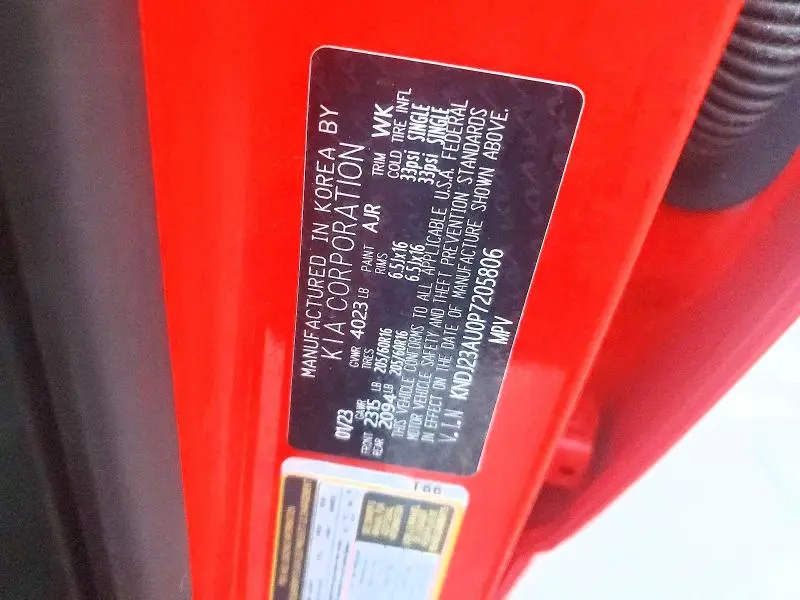 MANUFACTURED IN KOREA BY
KIA CORPORATION
01/23 GVWR 4023 LB PAINT AJR TRIM WK
GAWR TIRES RIMS COLD TIRE INFL
FRONT 2315 LB 205/60R16 6.5Jx16 33psi SINGLE
REAR 2094 LB 205/60R16 6.5Jx16 33psi SINGLE
THIS VEHICLE CONFORMS TO ALL APPLICABLE U.S.A. FEDERAL
MOTOR VEHICLE SAFETY AND THEFT PREVENTION STANDARDS
IN EFFECT ON THE DATE OF MANUFACTURE SHOWN ABOVE.
V.I.N KNDJ23AU0P7205806
MPV